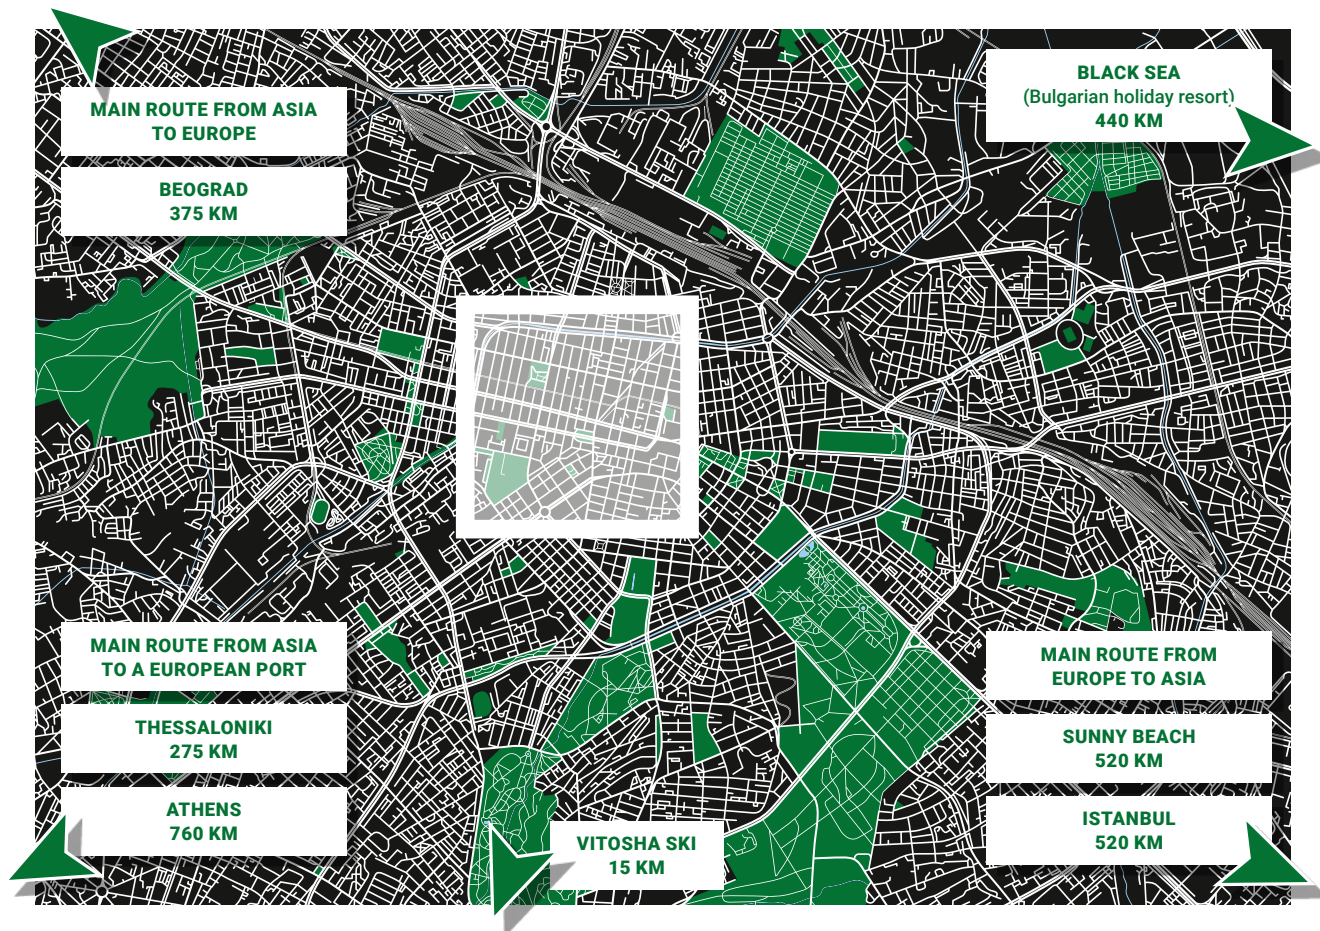 MAIN ROUTE FROM ASIA
TO EUROPE
BEOGRAD
375 KM
BLACK SEA
(Bulgarian holiday resort)
440 KM
MAIN ROUTE FROM ASIA
TO A EUROPEAN PORT
THESSALONIKI
275 KM
ATHENS
760 KM
VITOSHA SKI
15 KM
MAIN ROUTE FROM
EUROPE TO ASIA
SUNNY BEACH
520 KM
ISTANBUL
520 KM